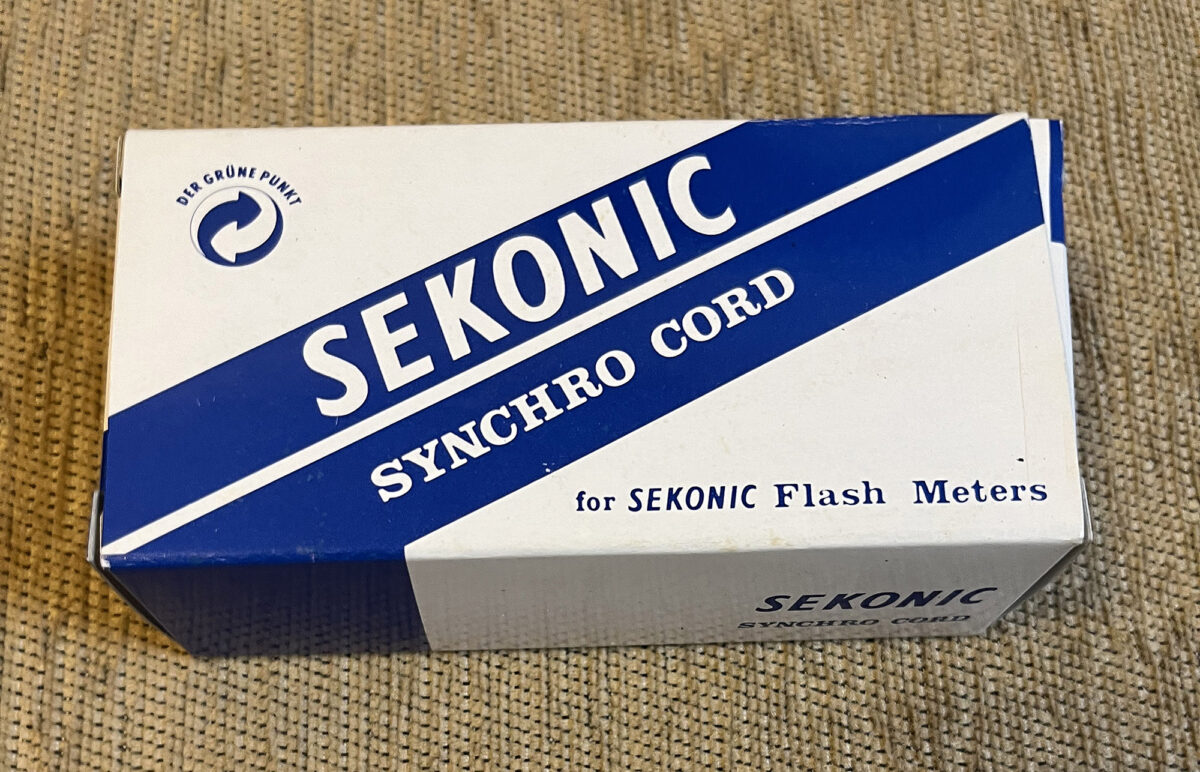 DER GRÜNE PUNKT
SEKONIC
SYNCHRO CORD
for SEKONIC Flash Meters
SEKONIC
SYNCHRO CORD